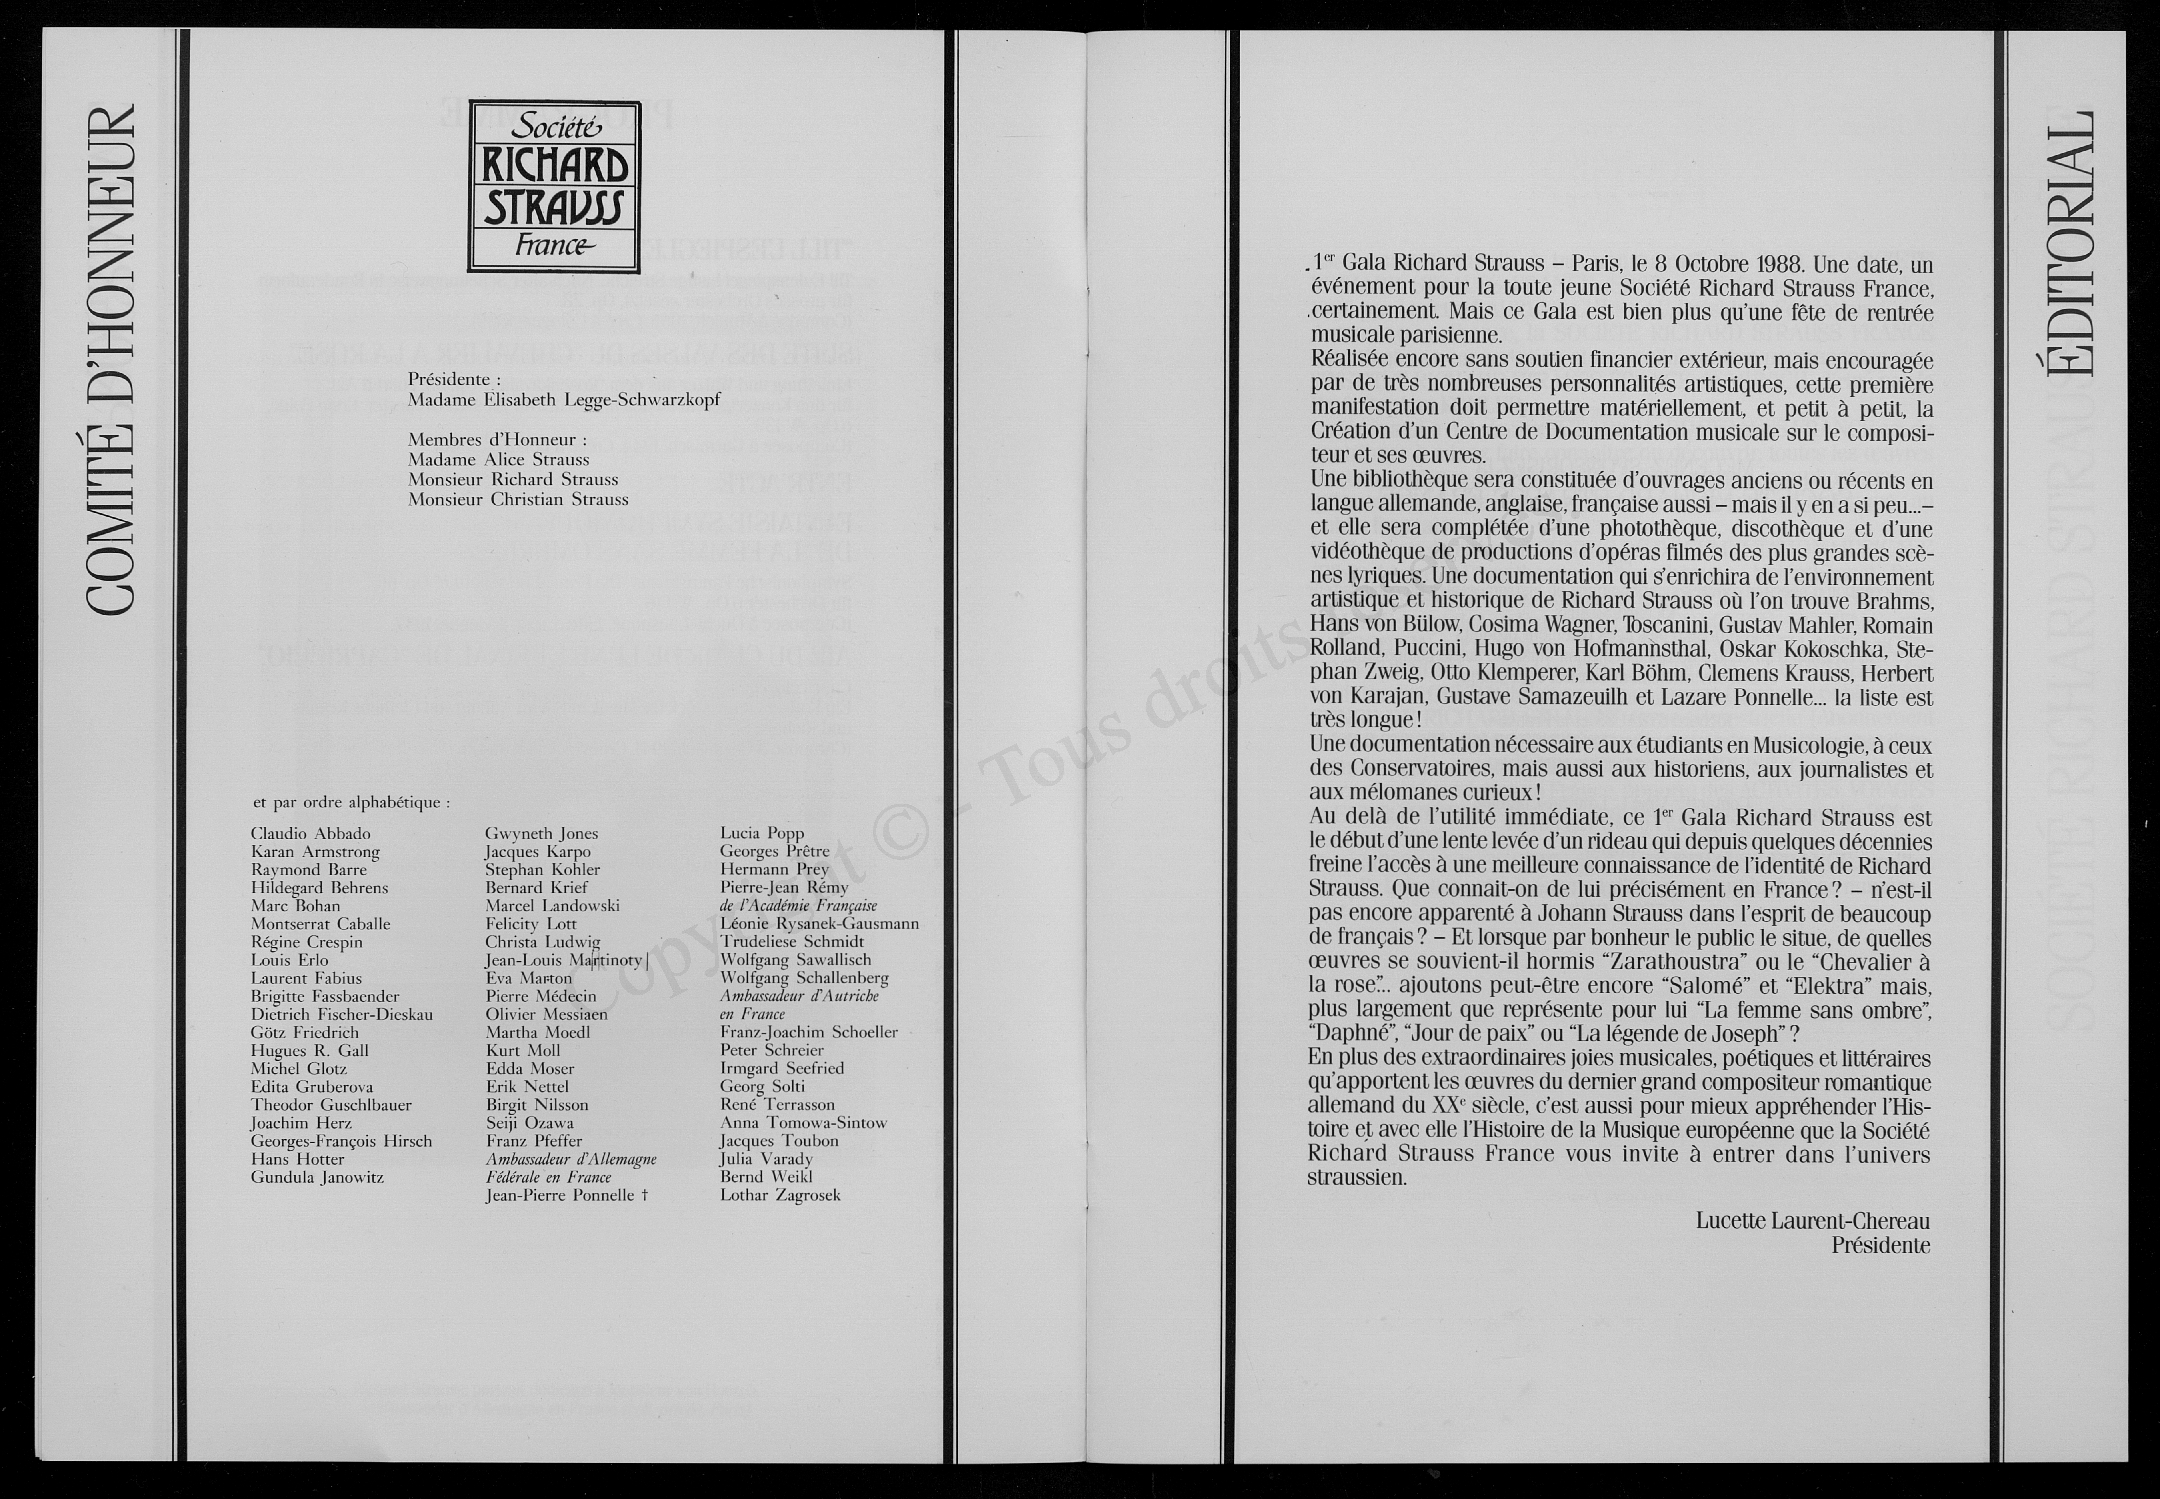 COMITÉ D'HONNEUR
Société
RICHARD
STRAUSS
France
Présidente :
Madame Elisabeth Legge-Schwarzkopf
Membres d'Honneur :
Madame Alice Strauss
Monsieur Richard Strauss
Monsieur Christian Strauss
et par ordre alphabétique :
Claudio Abbado
Karan Armstrong
Raymond Barre
Hildegard Behrens
Marc Bohan
Montserrat Caballe
Régine Crespin
Louis Erlo
Laurent Fabius
Brigitte Fassbaender
Dietrich Fischer-Dieskau
Götz Friedrich
Hugues R. Gall
Michel Glotz
Edita Gruberova
Theodor Guschlbauer
Joachim Herz
Georges-François Hirsch
Hans Hotter
Gundula Janowitz
Gwyneth Jones
Jacques Karpo
Stephan Kohler
Bernard Krief
Marcel Landowski
Felicity Lott
Christa Ludwig
Jean-Louis Martinoty
Eva Marton
Pierre Médecin
Olivier Messiaen
Martha Moedl
Kurt Moll
Edda Moser
Erik Nettel
Birgit Nilsson
Seiji Ozawa
Franz Pfeffer
Ambassadeur d'Allemagne
Fédérale en France
Jean-Pierre Ponnelle †
Lucia Popp
Georges Prêtre
Hermann Prey
Pierre-Jean Rémy
de l'Académie Française
Léonie Rysanek-Gausmann
Trudeliese Schmidt
Wolfgang Sawallisch
Wolfgang Schallenberg
Ambassadeur d'Autriche
en France
Franz-Joachim Schoeller
Peter Schreier
Irmgard Seefried
Georg Solti
René Terrasson
Anna Tomowa-Sintow
Jacques Toubon
Julia Varady
Bernd Weikl
Lothar Zagrosek
Copyright © - Tous droits réservés.
ÉDITORIAL
1er Gala Richard Strauss – Paris, le 8 Octobre 1988. Une date, un
événement pour la toute jeune Société Richard Strauss France,
certainement. Mais ce Gala est bien plus qu'une fête de rentrée
musicale parisienne.
Réalisée encore sans soutien financier extérieur, mais encouragée
par de très nombreuses personnalités artistiques, cette première
manifestation doit permettre matériellement, et petit à petit, la
Création d'un Centre de Documentation musicale sur le composi-
teur et ses œuvres.
Une bibliothèque sera constituée d'ouvrages anciens ou récents en
langue allemande, anglaise, française aussi – mais il y en a si peu...–
et elle sera complétée d'une photothèque, discothèque et d'une
vidéothèque de productions d'opéras filmés des plus grandes scè-
nes lyriques. Une documentation qui s'enrichira de l'environnement
artistique et historique de Richard Strauss où l'on trouve Brahms,
Hans von Bülow, Cosima Wagner, Toscanini, Gustav Mahler, Romain
Rolland, Puccini, Hugo von Hofmannsthal, Oskar Kokoschka, Ste-
phan Zweig, Otto Klemperer, Karl Böhm, Clemens Krauss, Herbert
von Karajan, Gustave Samazeuilh et Lazare Ponnelle... la liste est
très longue !
Une documentation nécessaire aux étudiants en Musicologie, à ceux
des Conservatoires, mais aussi aux historiens, aux journalistes et
aux mélomanes curieux !
Au delà de l'utilité immédiate, ce 1er Gala Richard Strauss est
le début d'une lente levée d'un rideau qui depuis quelques décennies
freine l'accès à une meilleure connaissance de l'identité de Richard
Strauss. Que connait-on de lui précisément en France ? – n'est-il
pas encore apparenté à Johann Strauss dans l'esprit de beaucoup
de français ? – Et lorsque par bonheur le public le situe, de quelles
œuvres se souvient-il hormis “Zarathoustra” ou le “Chevalier à
la rose”... ajoutons peut-être encore “Salomé” et “Elektra” mais,
plus largement que représente pour lui “La femme sans ombre”,
“Daphné”, “Jour de paix” ou “La légende de Joseph” ?
En plus des extraordinaires joies musicales, poétiques et littéraires
qu'apportent les œuvres du dernier grand compositeur romantique
allemand du XXe siècle, c'est aussi pour mieux appréhender l'His-
toire et avec elle l'Histoire de la Musique européenne que la Société
Richard Strauss France vous invite à entrer dans l'univers
straussien.
Lucette Laurent-Chereau
Présidente